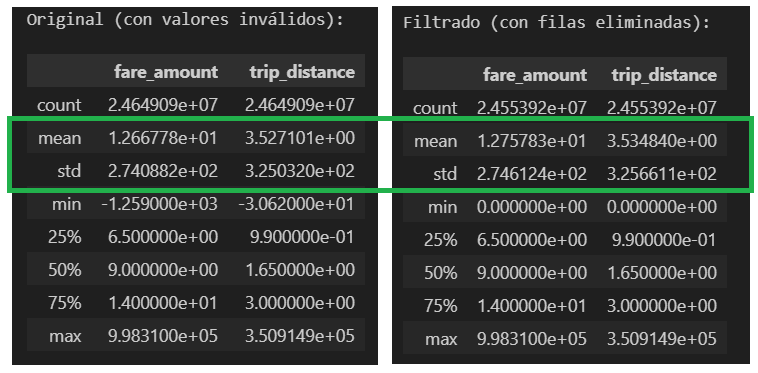 Original (con valores inválidos):
fare_amount trip_distance
count 2.464909e+07 2.464909e+07
mean 1.266778e+01 3.527101e+00
std 2.740882e+02 3.250320e+02
min -1.259000e+03 -3.062000e+01
25% 6.500000e+00 9.900000e-01
50% 9.000000e+00 1.650000e+00
75% 1.400000e+01 3.000000e+00
max 9.983100e+05 3.509149e+05
Filtrado (con filas eliminadas):
fare_amount trip_distance
count 2.455392e+07 2.455392e+07
mean 1.275783e+01 3.534840e+00
std 2.746124e+02 3.256611e+02
min 0.000000e+00 0.000000e+00
25% 6.500000e+00 9.900000e-01
50% 9.000000e+00 1.650000e+00
75% 1.400000e+01 3.000000e+00
max 9.983100e+05 3.509149e+05